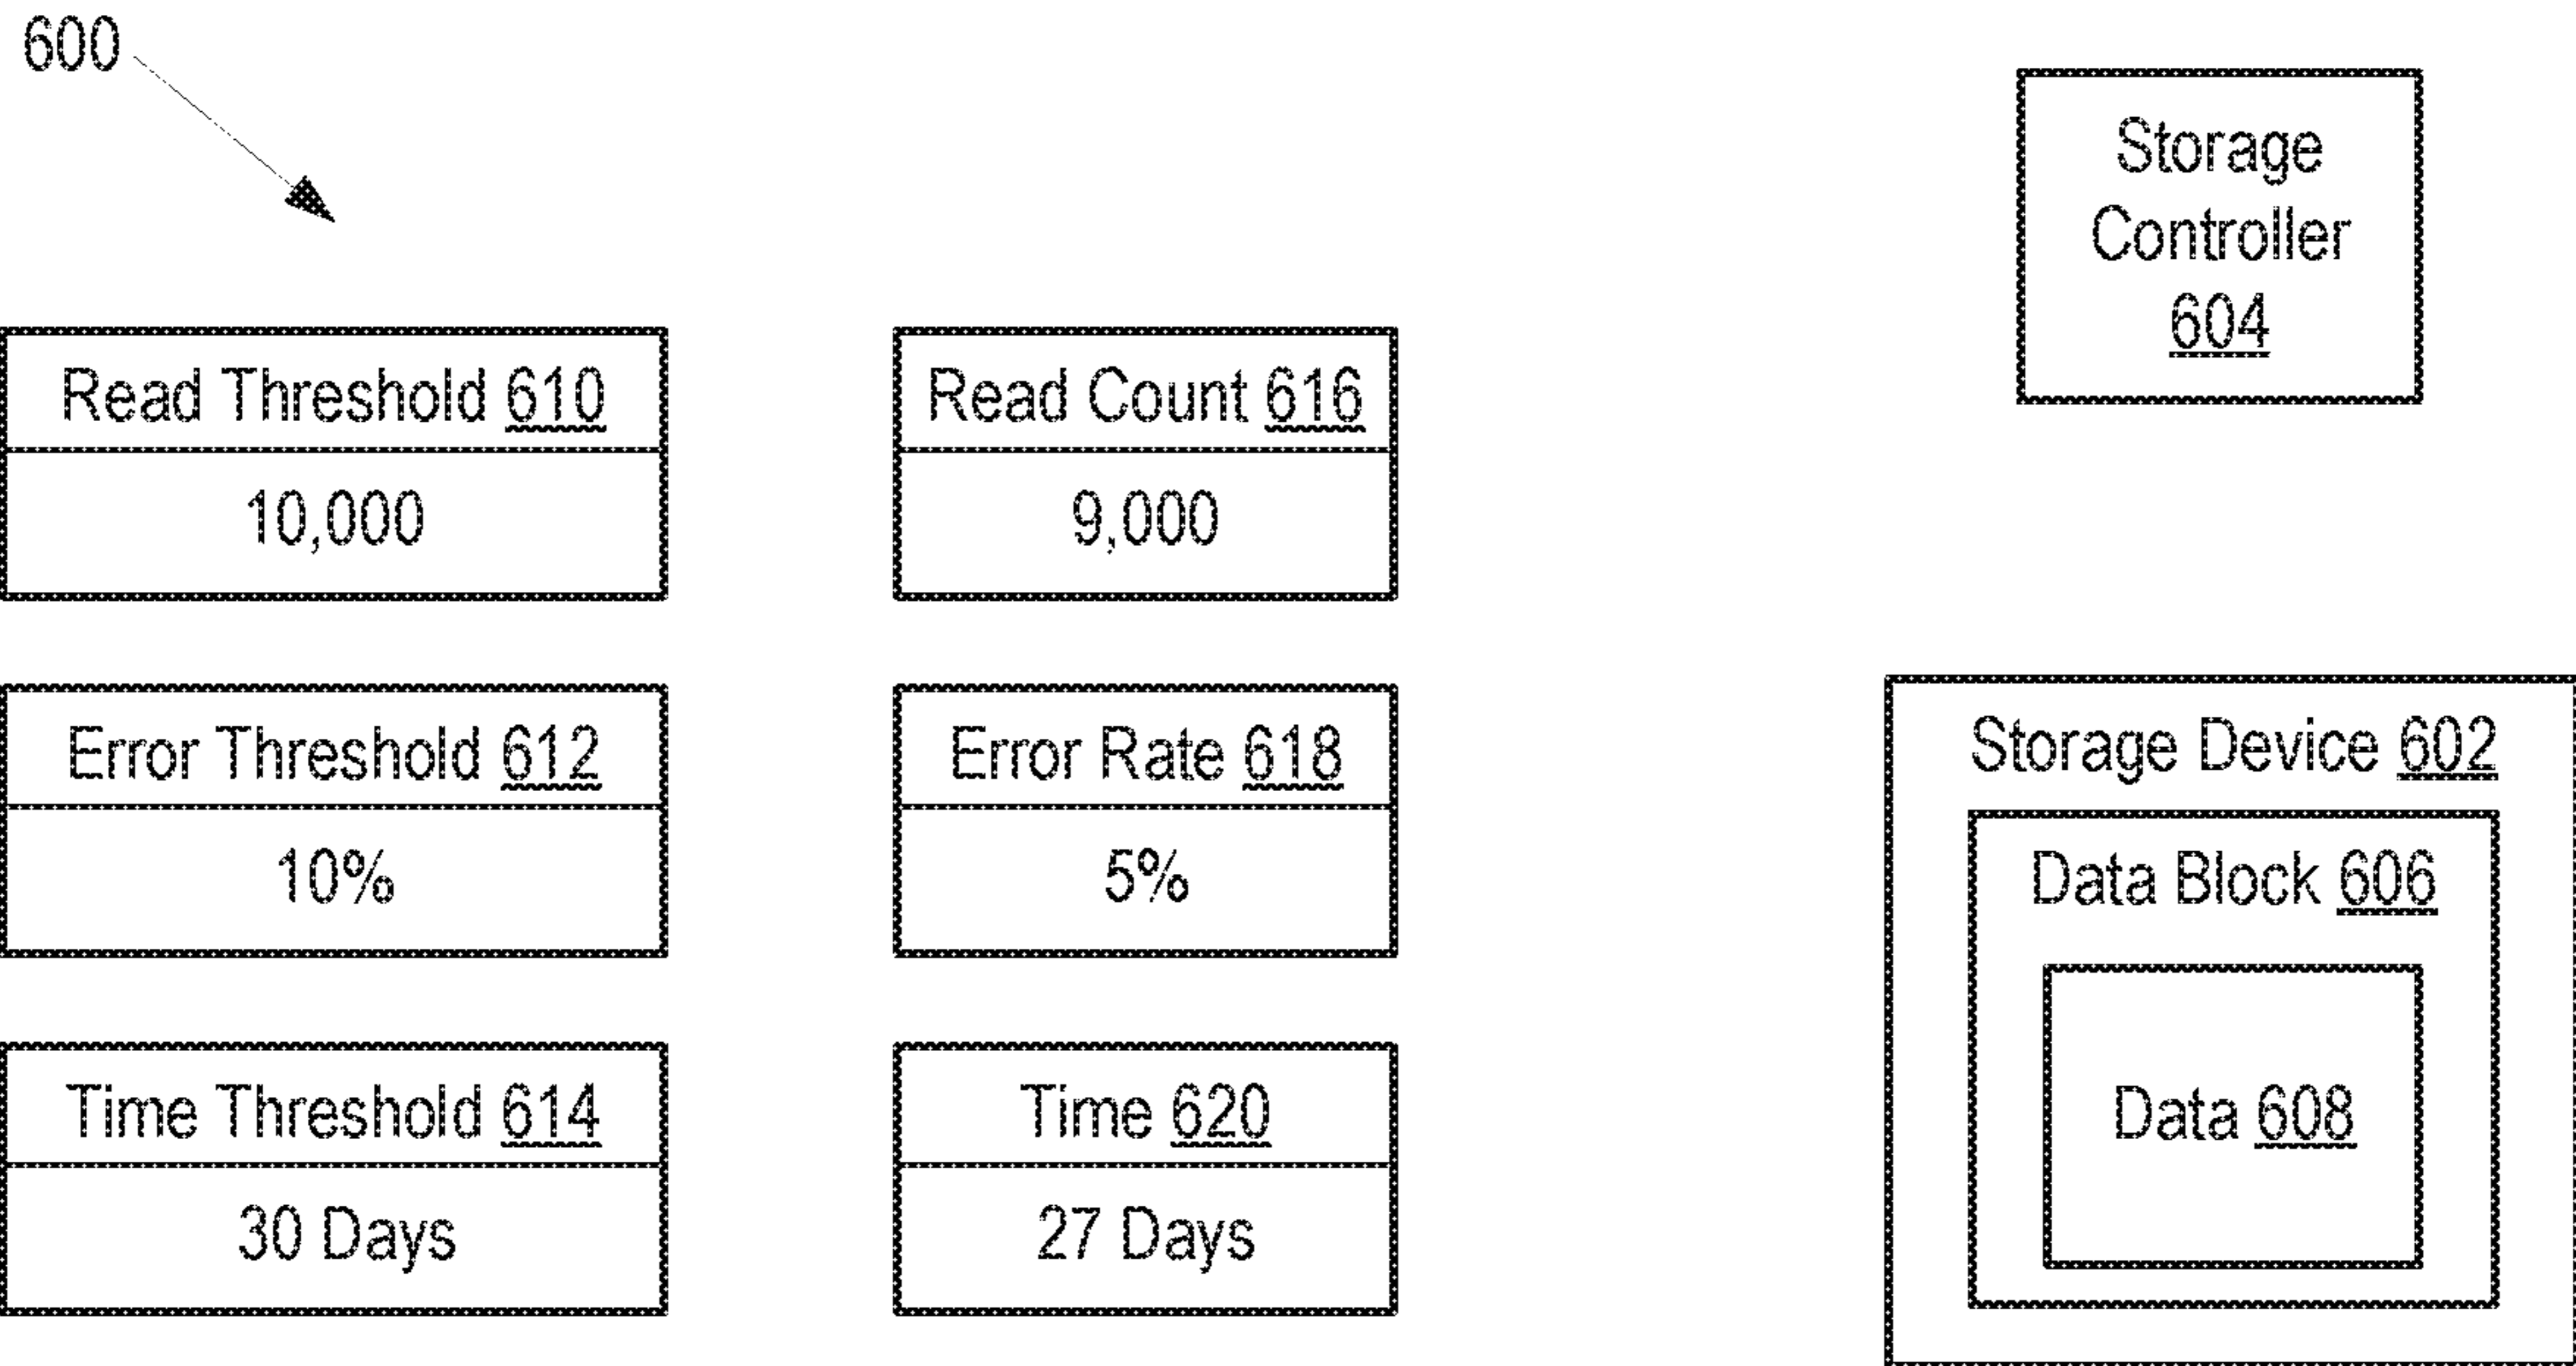 600
Storage
Controller
604
Read Threshold 610
10,000
Read Count 616
9,000
Error Threshold 612
10%
Error Rate 618
5%
Time Threshold 614
30 Days
Time 620
27 Days
Storage Device 602
Data Block 606
Data 608